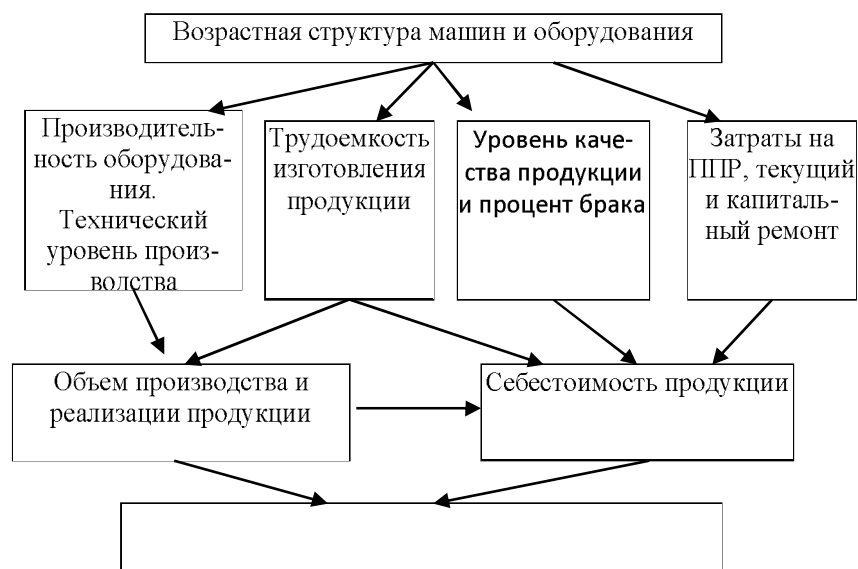 Возрастная структура машин и оборудования
Производитель-
ность оборудова-
ния.
Технический
уровень произ-
водства
Трудоемкость
изготовления
продукции
Уровень каче-
ства продукции
и процент брака
Затраты на
ППР, текущий
и капиталь-
ный ремонт
Объем производства и
реализации продукции
Себестоимость продукции